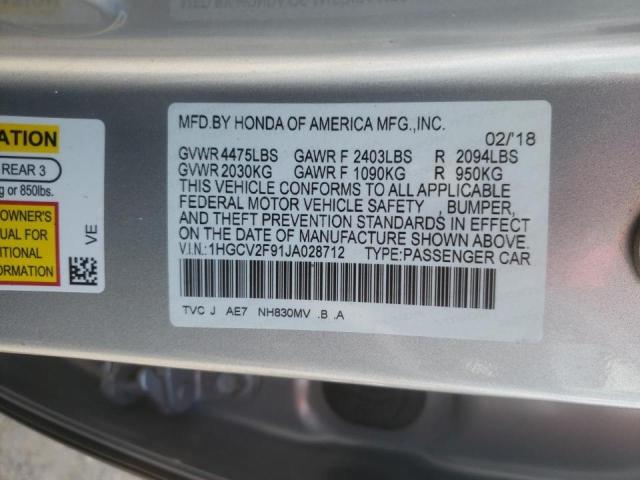 MFD.BY HONDA OF AMERICA MFG.,INC.
02/'18
GVWR 4475LBS GAWR F 2403LBS R 2094LBS
GVWR 2030KG GAWR F 1090KG R 950KG
THIS VEHICLE CONFORMS TO ALL APPLICABLE
FEDERAL MOTOR VEHICLE SAFETY , BUMPER,
AND THEFT PREVENTION STANDARDS IN EFFECT
ON THE DATE OF MANUFACTURE SHOWN ABOVE.
V.I.N.: 1HGCV2F91JA028712 TYPE:PASSENGER CAR
TVC J AE7 NH830MV .B .A
ATION
REAR 3
g or 850lbs.
OWNER'S
UAL FOR
ITIONAL
RMATION
VE